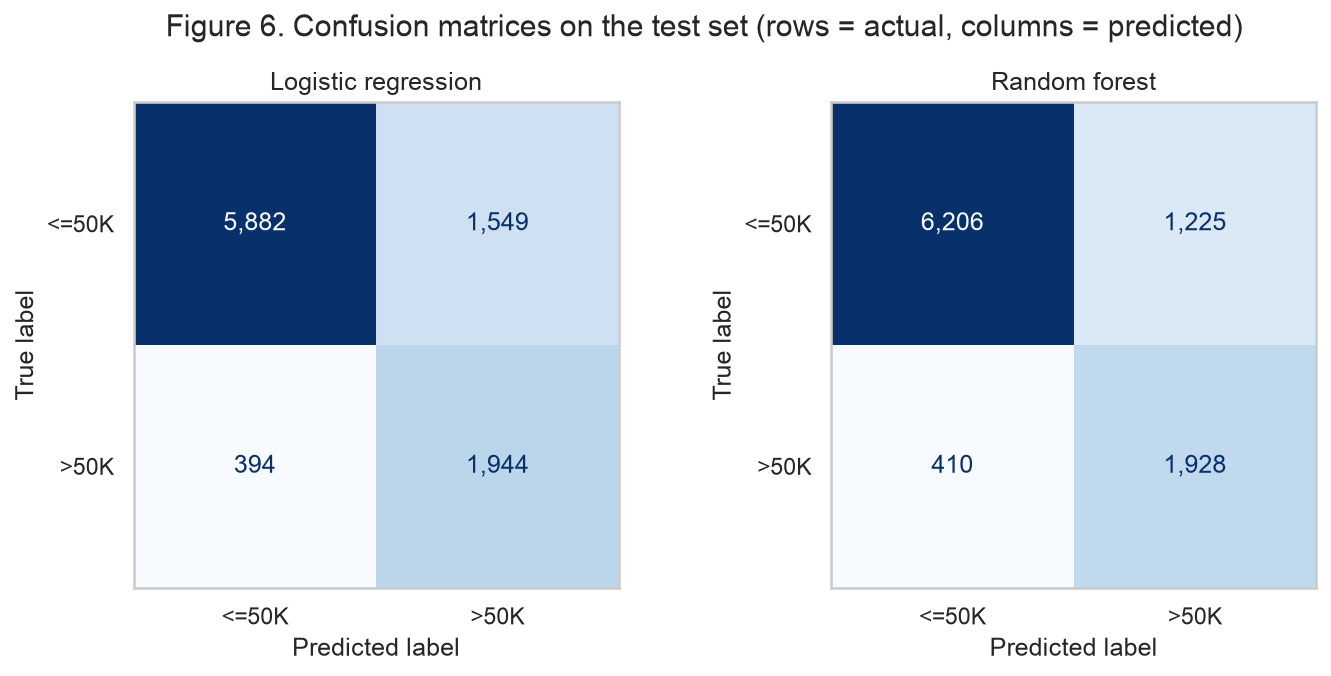 Figure 6. Confusion matrices on the test set (rows = actual, columns = predicted)
Logistic regression
<=50K
5,882
1,549
True label
>50K
394
1,944
<=50K
>50K
Predicted label
Random forest
<=50K
6,206
1,225
True label
>50K
410
1,928
<=50K
>50K
Predicted label